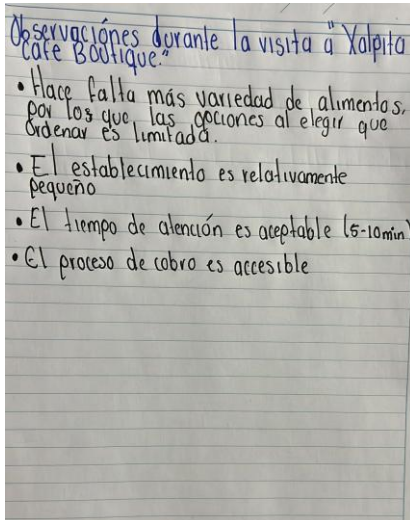 Observaciónes durante la visita a "Xalpita
Café Boutique."
• Hace falta más variedad de alimentos,
por los que, las opciones al elegir que
ordenar es limitada.
• El establecimiento es relativamente
pequeño
• El tiempo de atención es aceptable (5-10min)
• El proceso de cobro es accesible